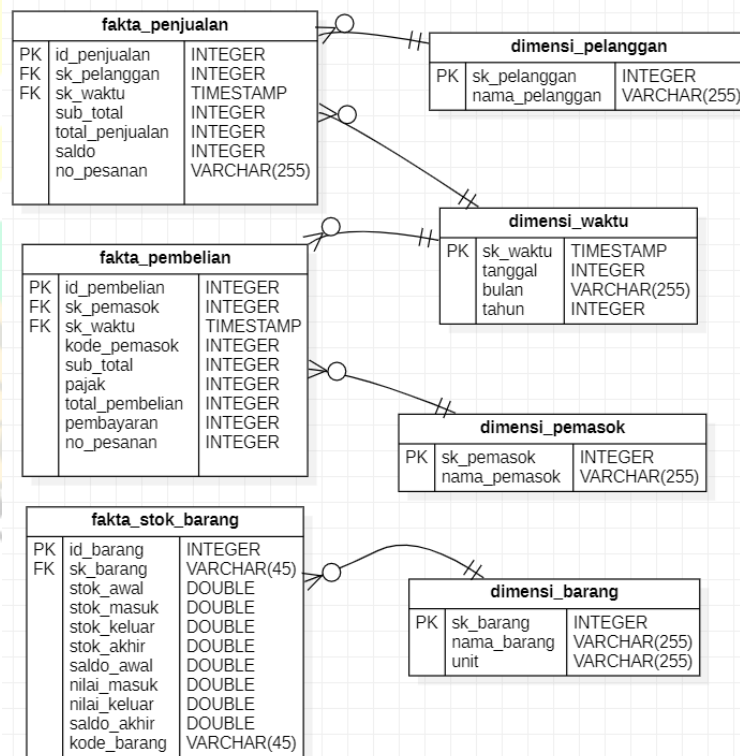 fakta_penjualan
PK id_penjualan INTEGER
FK sk_pelanggan INTEGER
FK sk_waktu TIMESTAMP
sub_total INTEGER
total_penjualan INTEGER
saldo INTEGER
no_pesanan VARCHAR(255)
dimensi_pelanggan
PK sk_pelanggan INTEGER
nama_pelanggan VARCHAR(255)
dimensi_waktu
PK sk_waktu TIMESTAMP
tanggal INTEGER
bulan VARCHAR(255)
tahun INTEGER
fakta_pembelian
PK id_pembelian INTEGER
FK sk_pemasok INTEGER
FK sk_waktu TIMESTAMP
kode_pemasok INTEGER
sub_total INTEGER
pajak INTEGER
total_pembelian INTEGER
pembayaran INTEGER
no_pesanan INTEGER
dimensi_pemasok
PK sk_pemasok INTEGER
nama_pemasok VARCHAR(255)
fakta_stok_barang
PK id_barang INTEGER
FK sk_barang VARCHAR(45)
stok_awal DOUBLE
stok_masuk DOUBLE
stok_keluar DOUBLE
stok_akhir DOUBLE
saldo_awal DOUBLE
nilai_masuk DOUBLE
nilai_keluar DOUBLE
saldo_akhir DOUBLE
kode_barang VARCHAR(45)
dimensi_barang
PK sk_barang INTEGER
nama_barang VARCHAR(255)
unit VARCHAR(255)